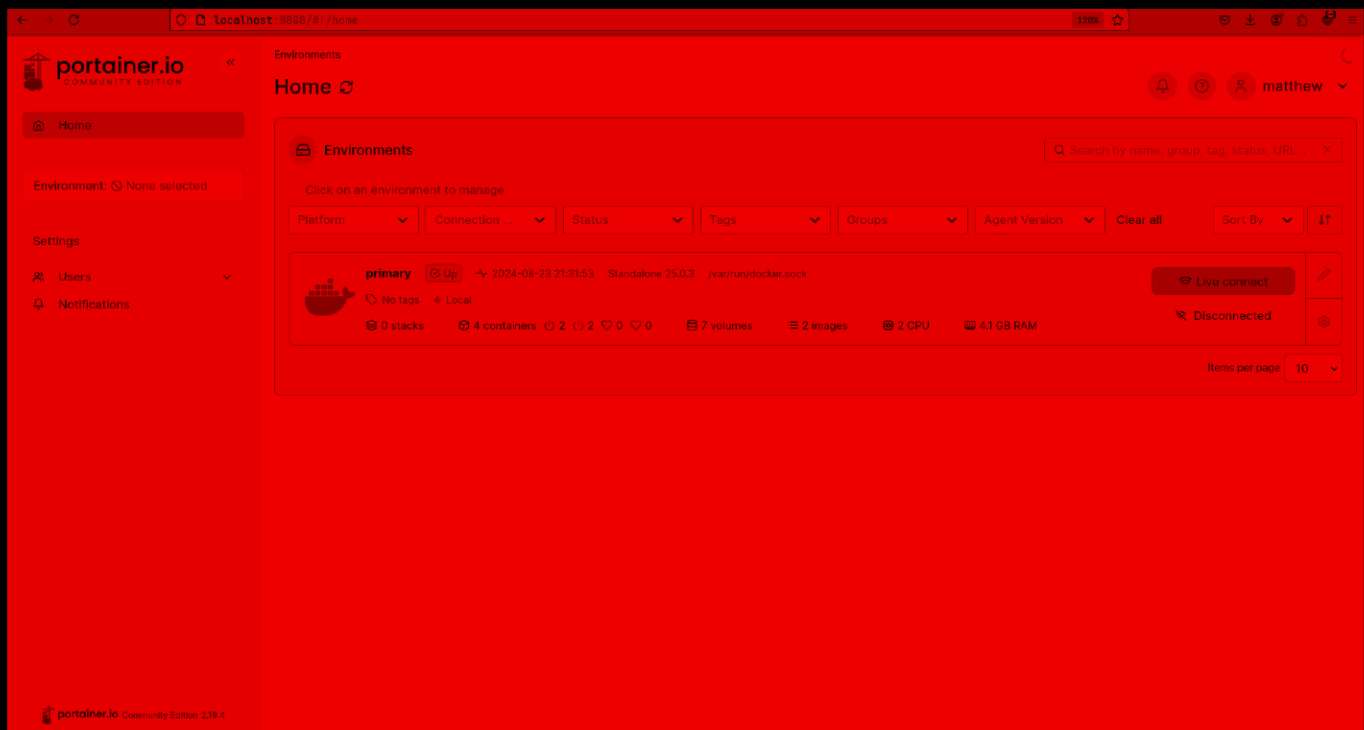 localhost:8888/#!/home
120%
portainer.io
COMMUNITY EDITION
Home
Environment: None selected
Settings
Users
Notifications
portainer.io Community Edition 2.19.4
Environments
Home
matthew
Environments
Search by name, group, tag, status, URL...
Click on an environment to manage
Platform Connection ... Status Tags Groups Agent Version Clear all Sort By
primary Up 2024-08-23 21:31:53 Standalone 25.0.3 /var/run/docker.sock
No tags Local
0 stacks 4 containers 2 2 0 0 7 volumes 2 images 2 CPU 4.1 GB RAM
Live connect
Disconnected
Items per page 10